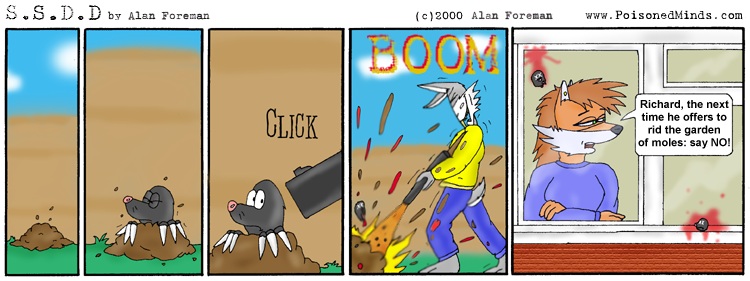 S.S.D.D by Alan Foreman (c)2000 Alan Foreman www.PoisonedMinds.com
CLICK
BOOM
Richard, the next
time he offers to
rid the garden
of moles: say NO!